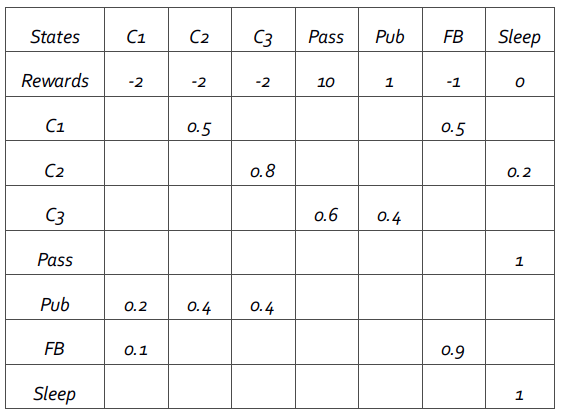 States C1 C2 C3 Pass Pub FB Sleep
Rewards -2 -2 -2 10 1 -1 0
C1 0.5 0.5
C2 0.8 0.2
C3 0.6 0.4
Pass 1
Pub 0.2 0.4 0.4
FB 0.1 0.9
Sleep 1